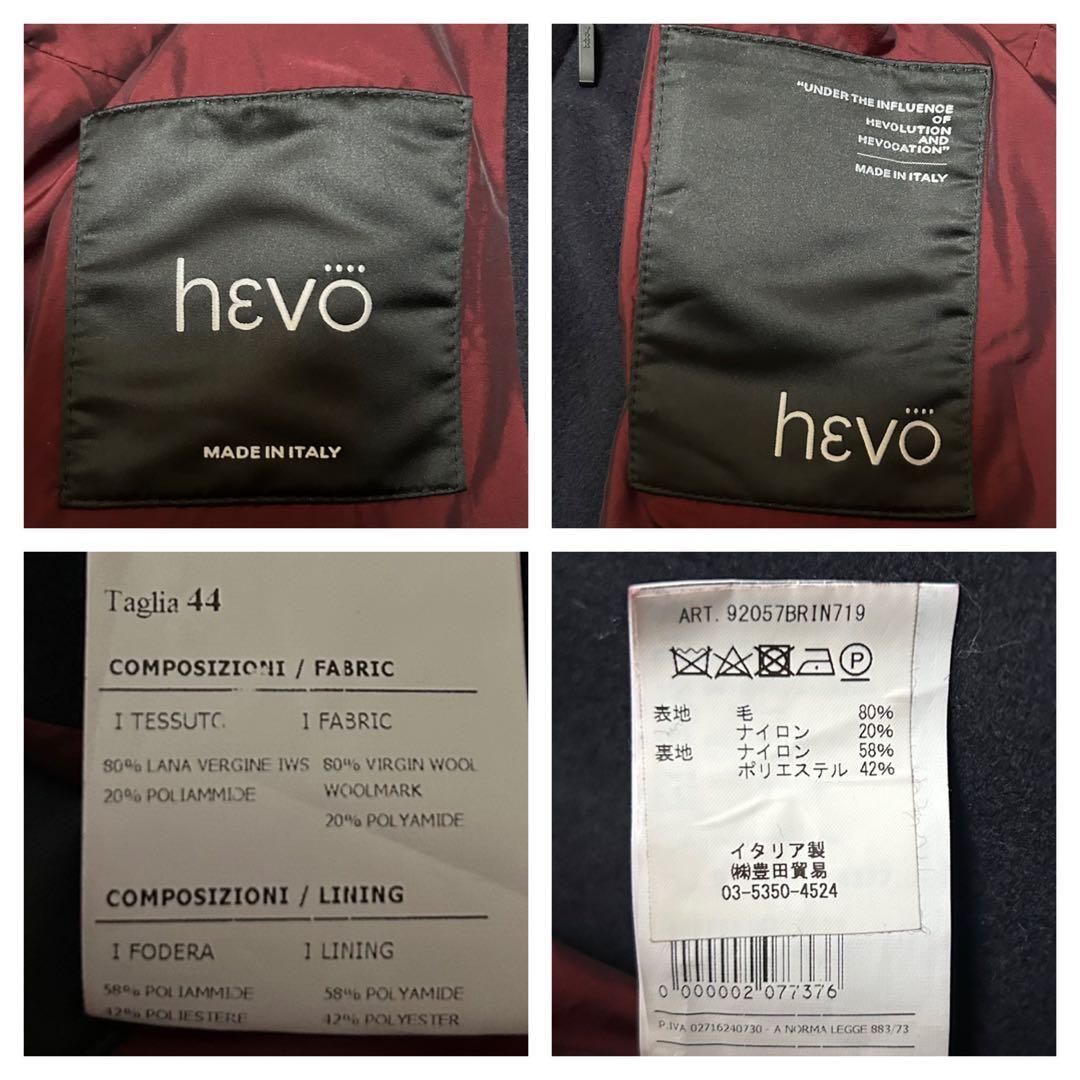 hεvö
MADE IN ITALY
"UNDER THE INFLUENCE
OF
HEVOLUTION
AND
HEVOCATION"
MADE IN ITALY
hεvö
Taglia 44
COMPOSIZIONI / FABRIC
I TESSUTO I FABRIC
80% LANA VERGINE IWS 80% VIRGIN WOOL
20% POLIAMMIDE WOOLMARK
20% POLYAMIDE
COMPOSIZIONI / LINING
I FODERA I LINING
58% POLIAMMIDE 58% POLYAMIDE
42% POLIESTERE 42% POLYESTER
ART. 92057BRIN719
P
表地 毛 80%
ナイロン 20%
裏地 ナイロン 58%
ポリエステル 42%
イタリア製
㈱豊田貿易
03-5350-4524
0 000002 077376
P.IVA 02716240730 - A NORMA LEGGE 883/73